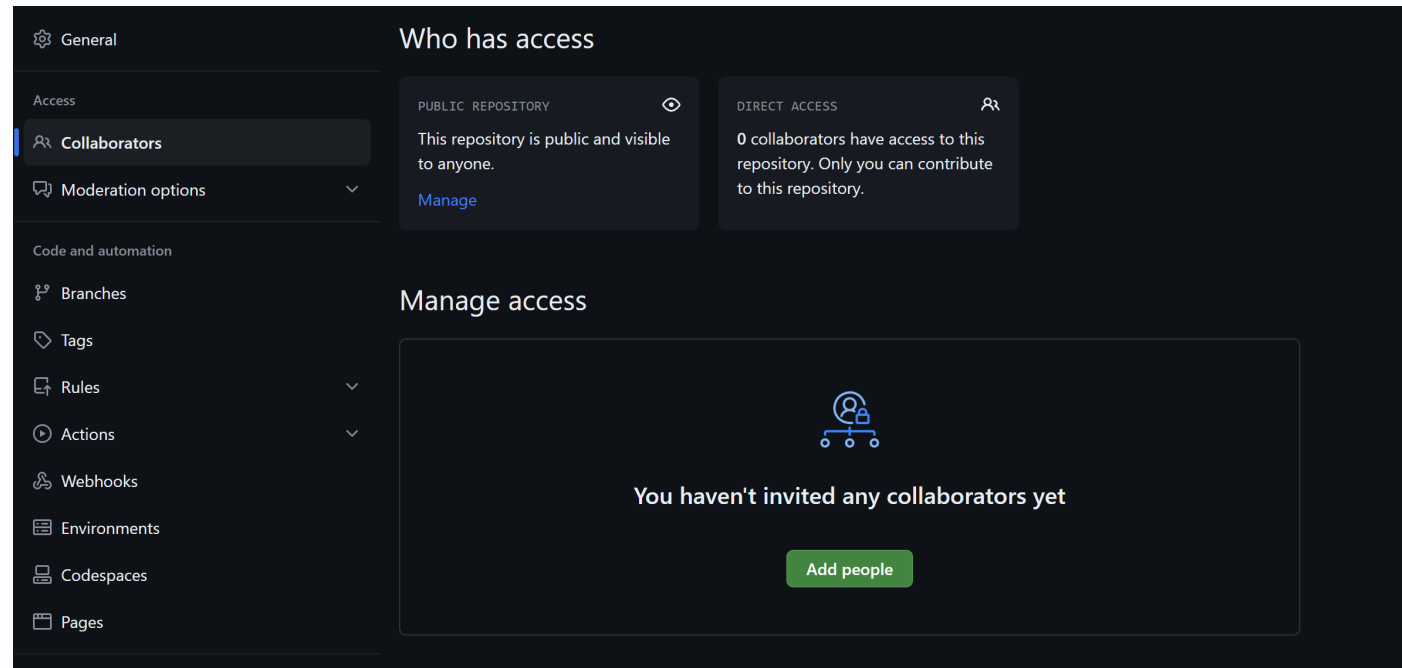 General
Access
Collaborators
Moderation options
Code and automation
Branches
Tags
Rules
Actions
Webhooks
Environments
Codespaces
Pages
Who has access
PUBLIC REPOSITORY
This repository is public and visible
to anyone.
Manage
DIRECT ACCESS
0 collaborators have access to this
repository. Only you can contribute
to this repository.
Manage access
You haven't invited any collaborators yet
Add people